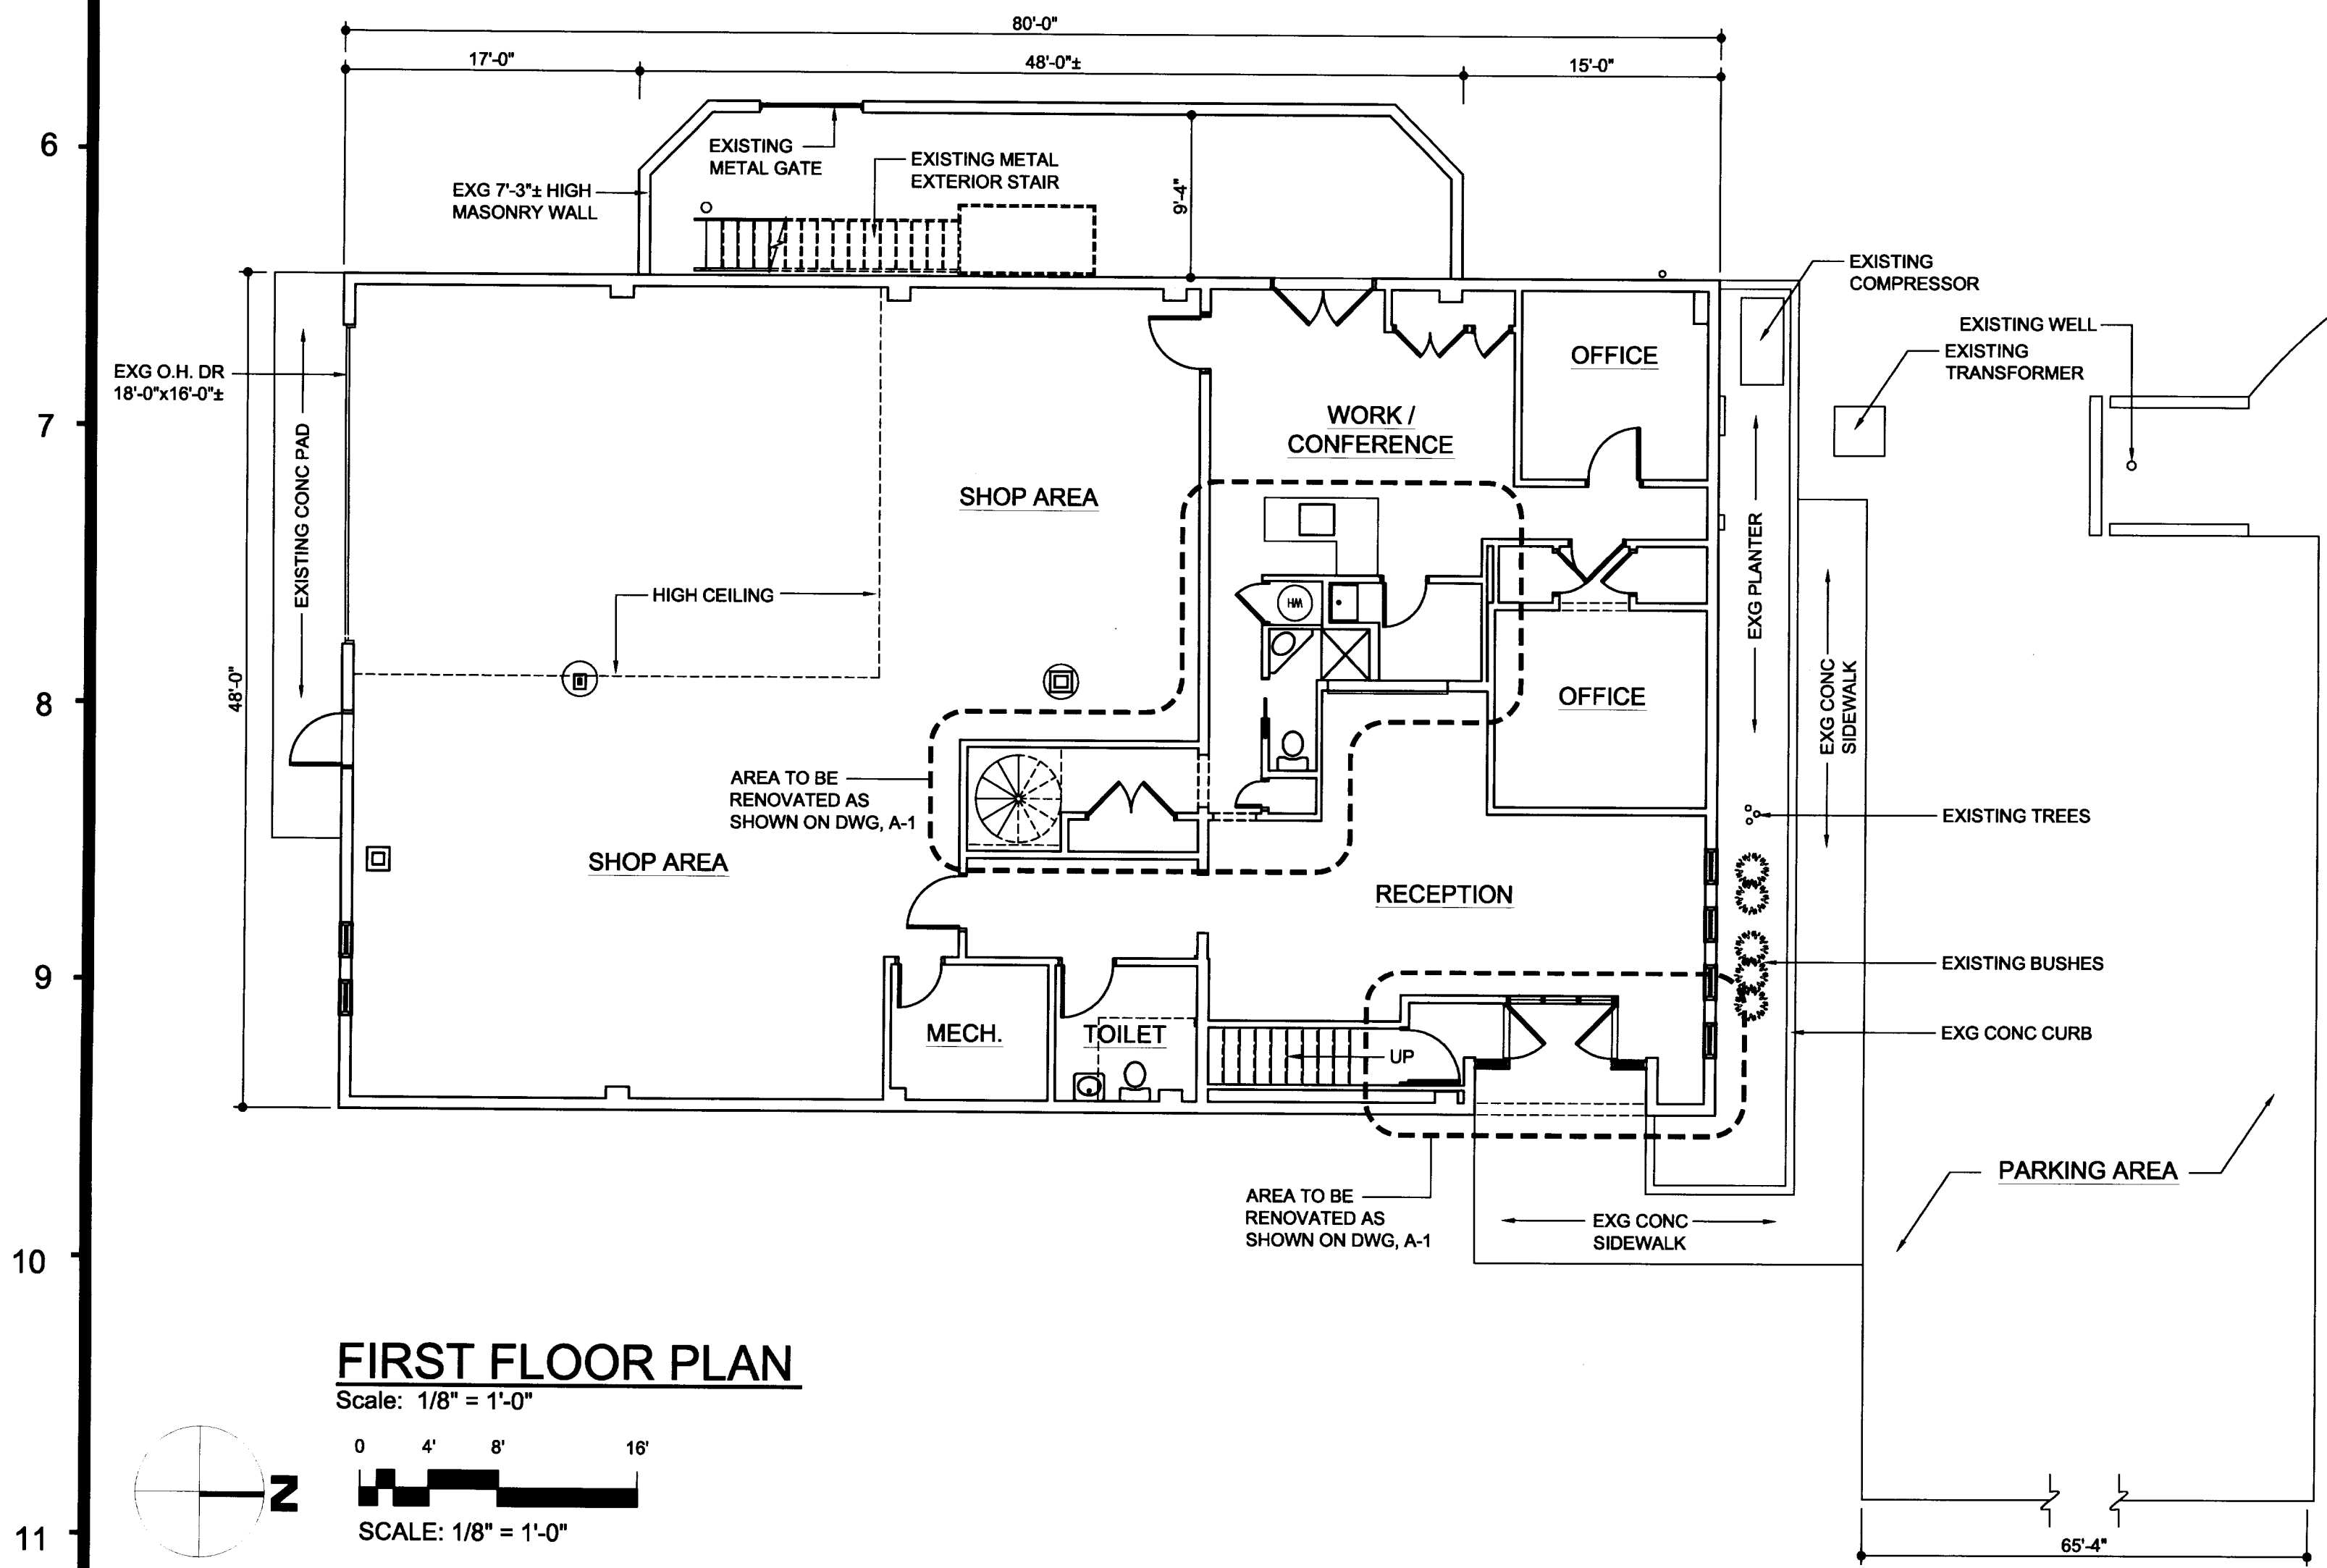 80'-0"
17'-0"
48'-0"±
15'-0"
6
EXISTING
METAL GATE
EXISTING METAL
EXTERIOR STAIR
EXG 7'-3"± HIGH
MASONRY WALL
9'-4"
EXISTING
COMPRESSOR
EXISTING WELL
EXISTING
TRANSFORMER
EXG O.H. DR
18'-0"x16'-0"±
OFFICE
7
WORK /
CONFERENCE
EXISTING CONC PAD
SHOP AREA
EXG PLANTER
HIGH CEILING
HW
EXG CONC
SIDEWALK
48'-0"
8
OFFICE
AREA TO BE
RENOVATED AS
SHOWN ON DWG, A-1
EXISTING TREES
SHOP AREA
RECEPTION
9
EXISTING BUSHES
MECH.
TOILET
UP
EXG CONC CURB
PARKING AREA
AREA TO BE
RENOVATED AS
SHOWN ON DWG, A-1
EXG CONC
SIDEWALK
10
FIRST FLOOR PLAN
Scale: 1/8" = 1'-0"
0 4' 8' 16'
N
SCALE: 1/8" = 1'-0"
11
65'-4"